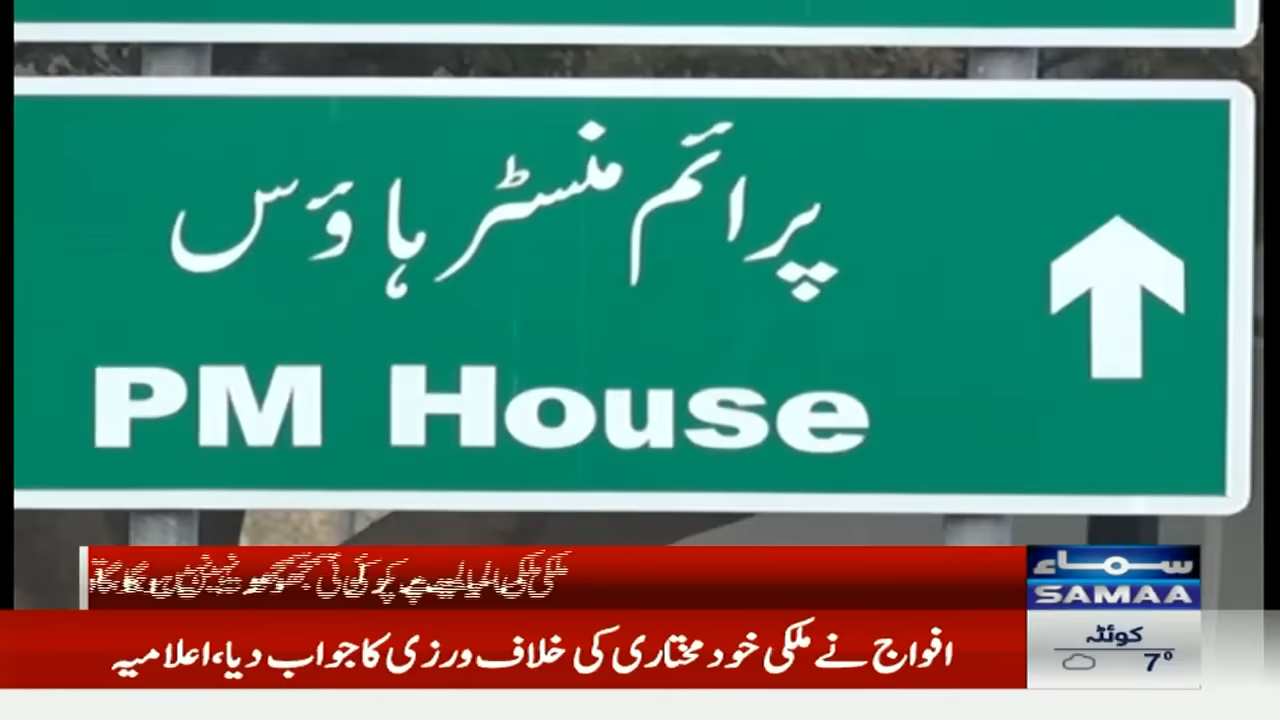 پرائم منسٹر ہاؤس
PM House
سماء
SAMAA
افواج نے ملکی خود مختاری کی خلاف ورزی کا جواب دیا، اعلامیہ
کوئٹہ
7°